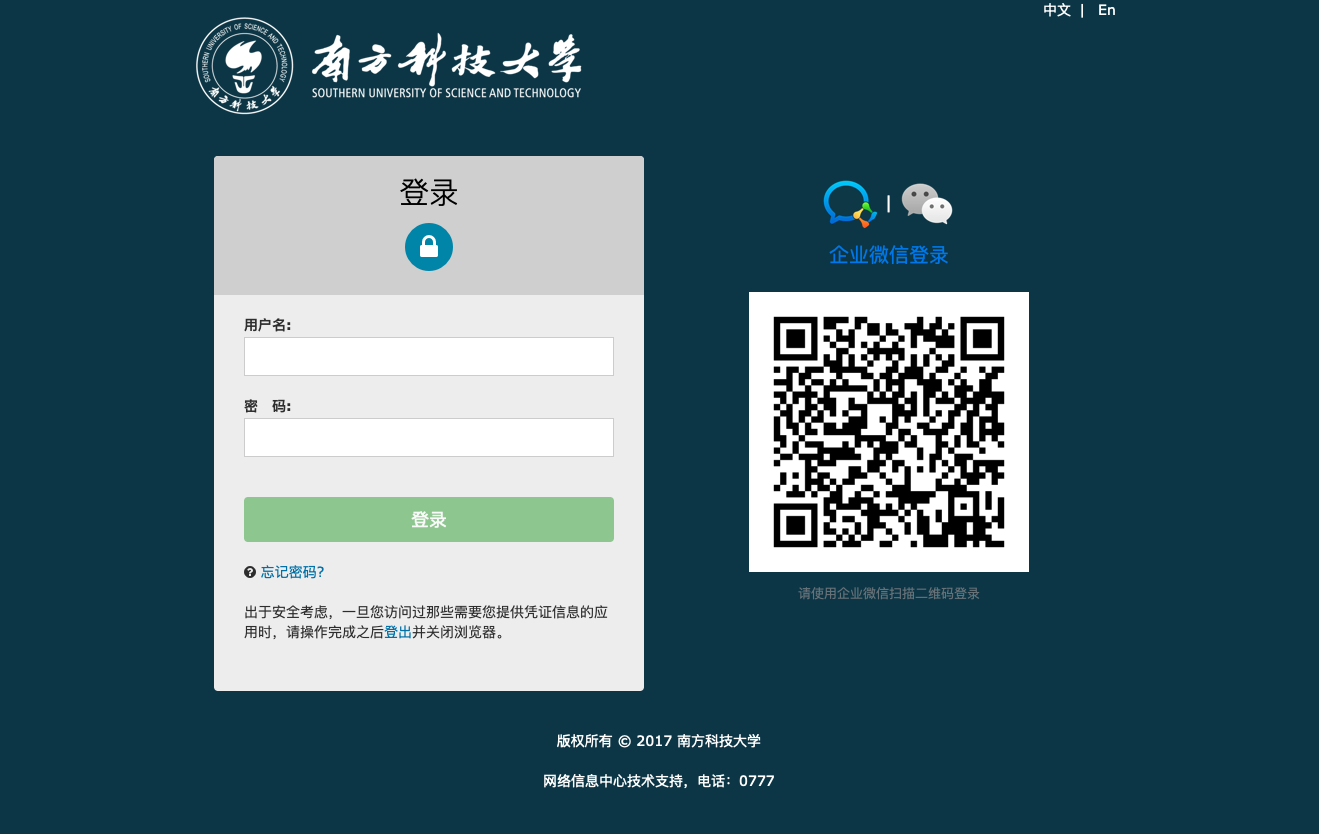 中文 | En
SOUTHERN UNIVERSITY OF SCIENCE AND TECHNOLOGY
南方科技大学
南方科技大学
SOUTHERN UNIVERSITY OF SCIENCE AND TECHNOLOGY
登录
用户名:
密 码:
登录
忘记密码?
出于安全考虑，一旦您访问过那些需要您提供凭证信息的应
用时，请操作完成之后登出并关闭浏览器。
|
企业微信登录
请使用企业微信扫描二维码登录
版权所有 © 2017 南方科技大学
网络信息中心技术支持，电话：0777